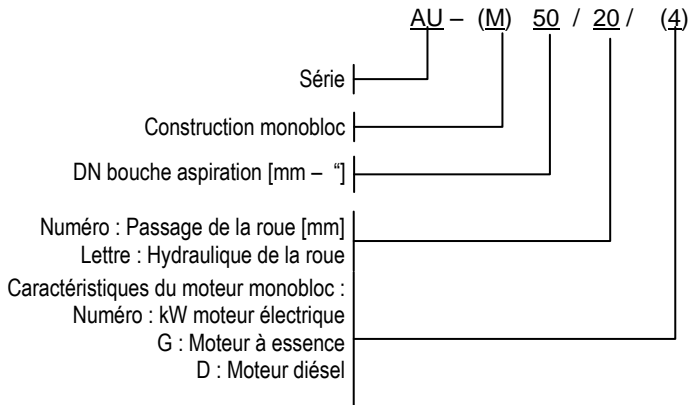 AU – (M) 50 / 20 / (4)
Série
Construction monobloc
DN bouche aspiration [mm – “]
Numéro : Passage de la roue [mm]
Lettre : Hydraulique de la roue
Caractéristiques du moteur monobloc :
Numéro : kW moteur électrique
G : Moteur à essence
D : Moteur diésel